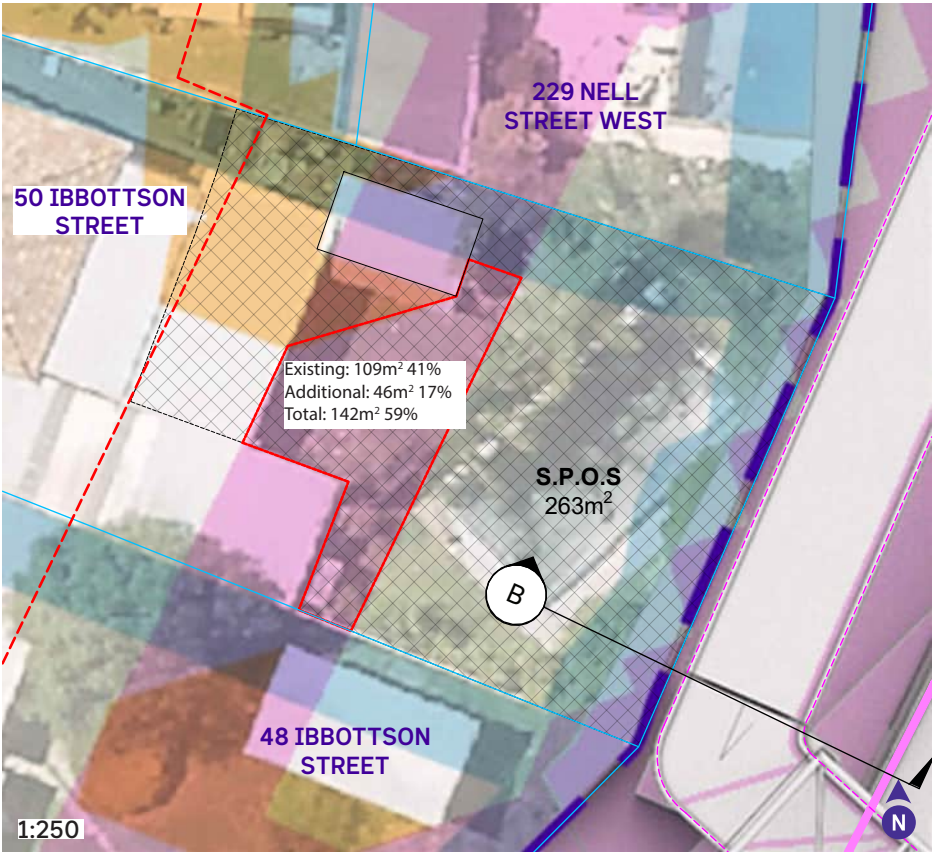 229 NELL
STREET WEST
50 IBBOTTSON
STREET
Existing: 109m² 41%
Additional: 46m² 17%
Total: 142m² 59%
S.P.O.S
263m²
B
48 IBBOTTSON
STREET
1:250
N